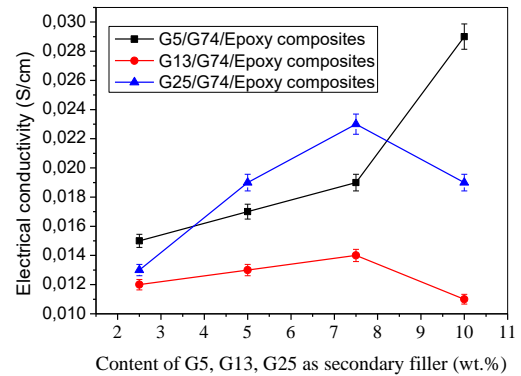 0,030
0,028
0,026
0,024
0,022
0,020
0,018
0,016
0,014
0,012
0,010
Electrical conductivity (S/cm)
G5/G74/Epoxy composites
G13/G74/Epoxy composites
G25/G74/Epoxy composites
2 3 4 5 6 7 8 9 10 11
Content of G5, G13, G25 as secondary filler (wt.%)